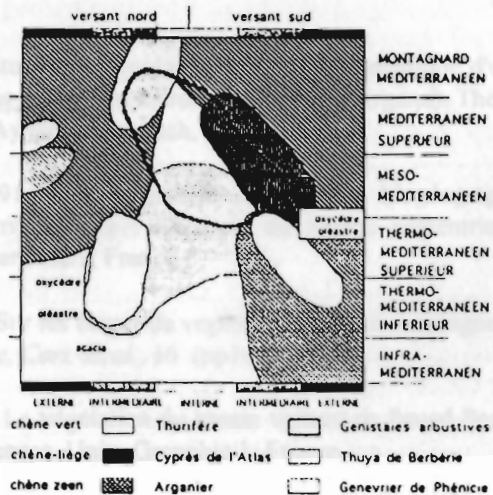 versant nord versant sud
MONTAGNARD
MEDITERRANEEN
MEDITERRANEEN
SUPERIEUR
MESO-
MEDITERRANEEN
oxycèdre
oléastre
THERMO-
MEDITERRANEEN
SUPERIEUR
THERMO-
MEDITERRANEEN
INFERIEUR
INFRA-
MEDITERRANEEN
oxycèdre
oléastre
acacia
EXTERNE INTERMEDIAIRE INTERNE INTERMEDIAIRE EXTERNE
chêne vert Thurifère Genistaies arbustives
chêne-liège Cyprès de l'Atlas Thuya de Berbérie
chêne zeen Arganier Genevrier de Phénicie